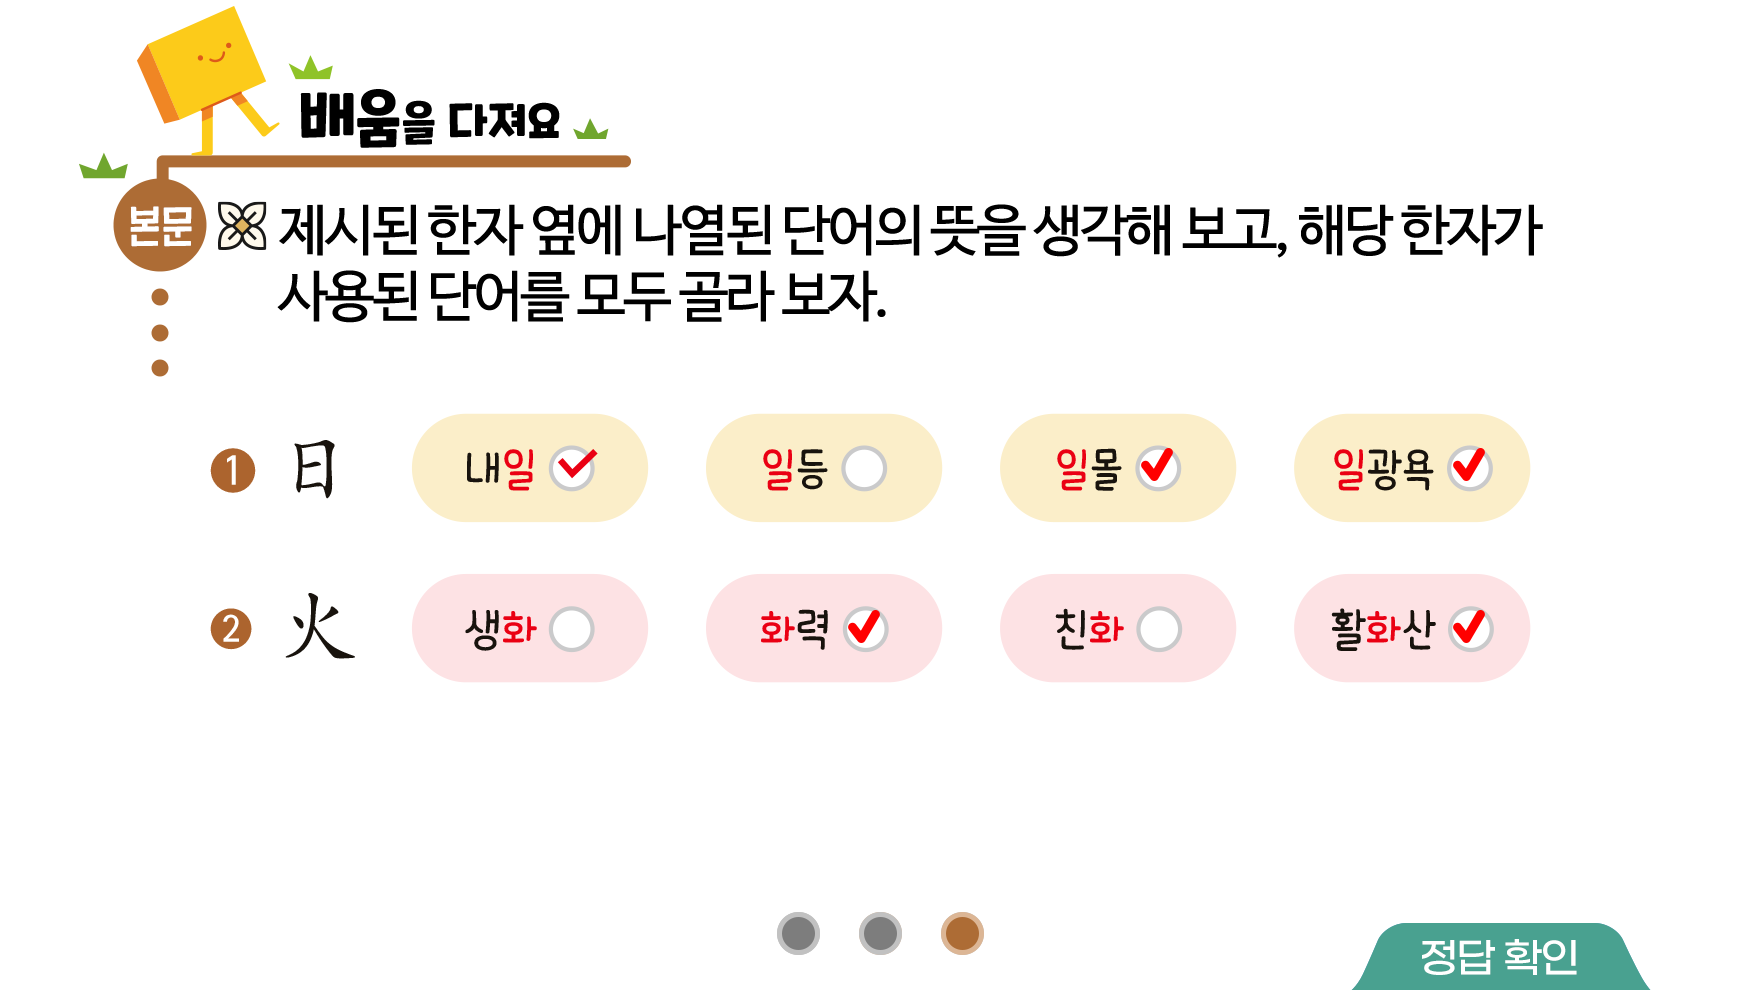 배움을 다져요
본문
제시된 한자 옆에 나열된 단어의 뜻을 생각해 보고, 해당 한자가
사용된 단어를 모두 골라 보자.
1 日 내일 일등 일몰 일광욕
2 火 생화 화력 친화 활화산
정답 확인